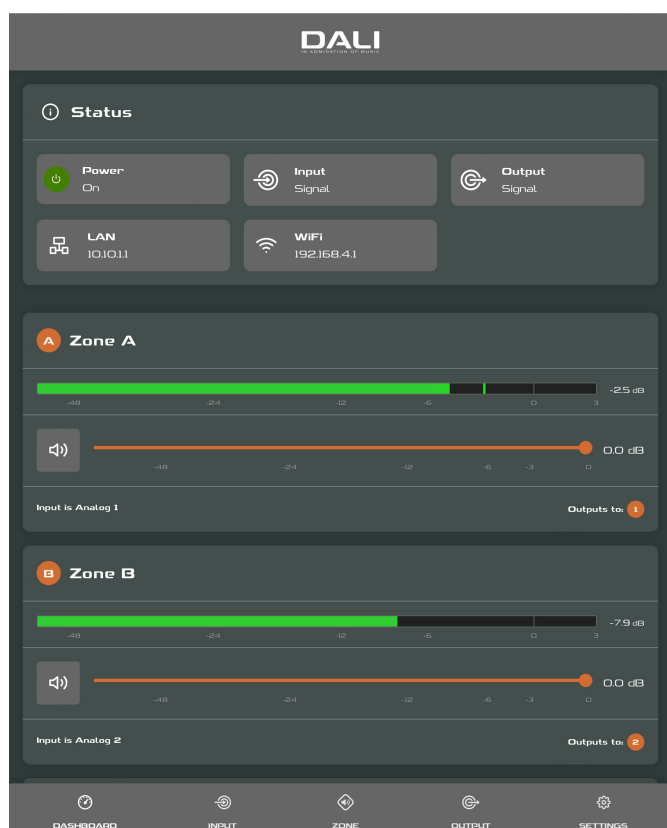 DALI
IN ADMIRATION OF MUSIC
Status
Power
On
Input
Signal
Output
Signal
LAN
10.10.1.1
WiFi
192.168.4.1
A Zone A
-2.5 dB
-48 -24 -12 -6 0 3
0.0 dB
-48 -24 -12 -6 -3 0
Input is Analog 1 Outputs to: 1
B Zone B
-7.9 dB
-48 -24 -12 -6 0 3
0.0 dB
-48 -24 -12 -6 -3 0
Input is Analog 2 Outputs to: 2
DASHBOARD INPUT ZONE OUTPUT SETTINGS